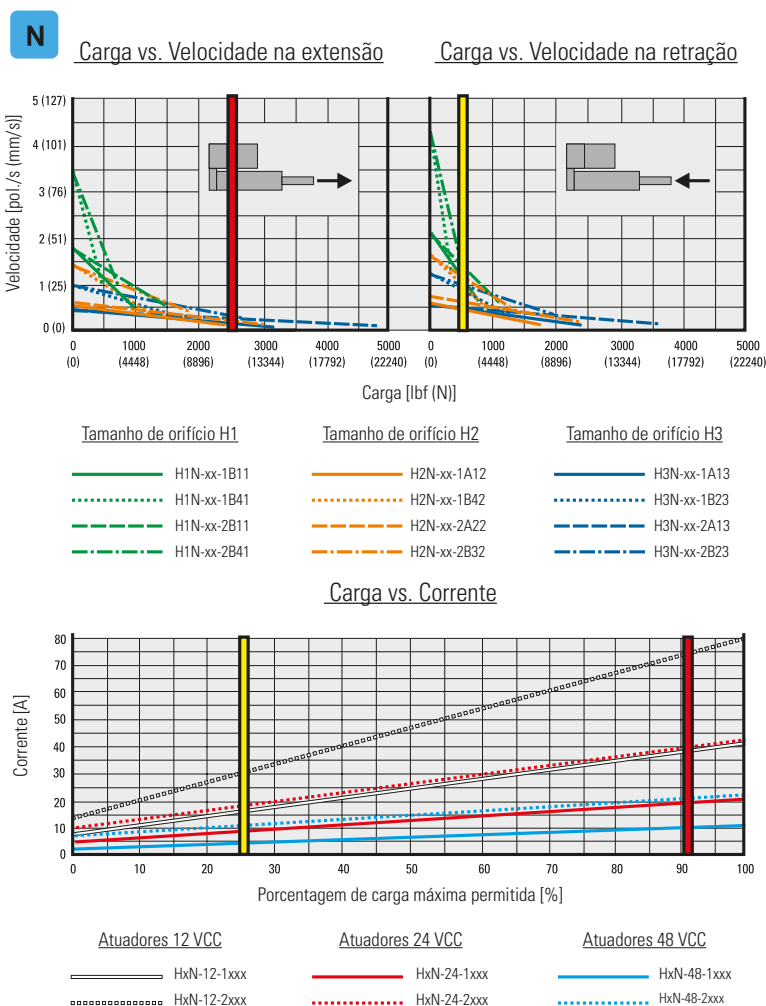 N
Carga vs. Velocidade na extensão
Carga vs. Velocidade na retração
Velocidade [pol./s (mm/s)]
5 (127)
4 (101)
3 (76)
2 (51)
1 (25)
0 (0)
0 1000 2000 3000 4000 5000
(0) (4448) (8896) (13344) (17792) (22240)
0 1000 2000 3000 4000 5000
(0) (4448) (8896) (13344) (17792) (22240)
Carga [lbf (N)]
Tamanho de orifício H1
H1N-xx-1B11
H1N-xx-1B41
H1N-xx-2B11
H1N-xx-2B41
Tamanho de orifício H2
H2N-xx-1A12
H2N-xx-1B42
H2N-xx-2A22
H2N-xx-2B32
Tamanho de orifício H3
H3N-xx-1A13
H3N-xx-1B23
H3N-xx-2A13
H3N-xx-2B23
Carga vs. Corrente
Corrente [A]
80
70
60
50
40
30
20
10
0
0 10 20 30 40 50 60 70 80 90 100
Porcentagem de carga máxima permitida [%]
Atuadores 12 VCC
HxN-12-1xxx
HxN-12-2xxx
Atuadores 24 VCC
HxN-24-1xxx
HxN-24-2xxx
Atuadores 48 VCC
HxN-48-1xxx
HxN-48-2xxx